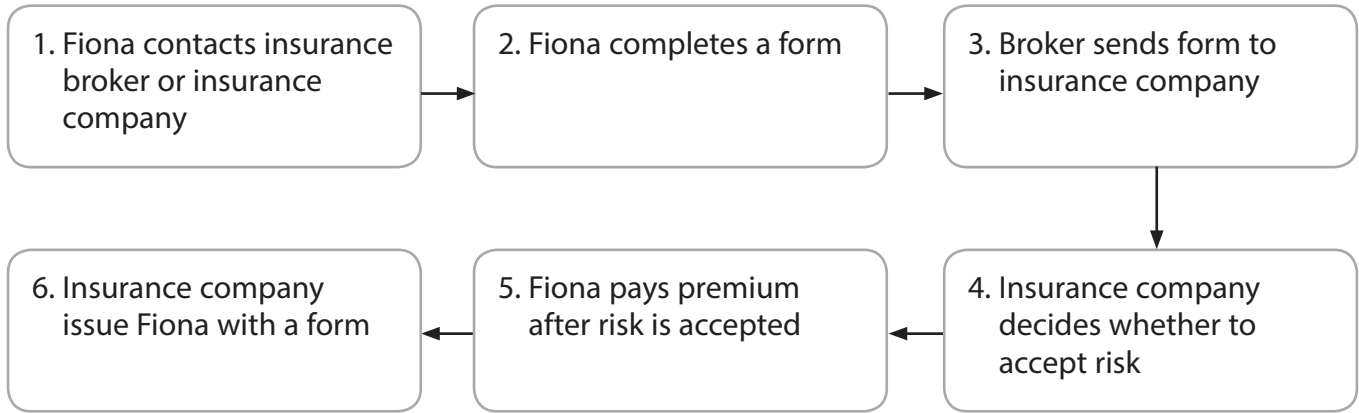 1. Fiona contacts insurance
broker or insurance
company
2. Fiona completes a form
3. Broker sends form to
insurance company
4. Insurance company
decides whether to
accept risk
5. Fiona pays premium
after risk is accepted
6. Insurance company
issue Fiona with a form